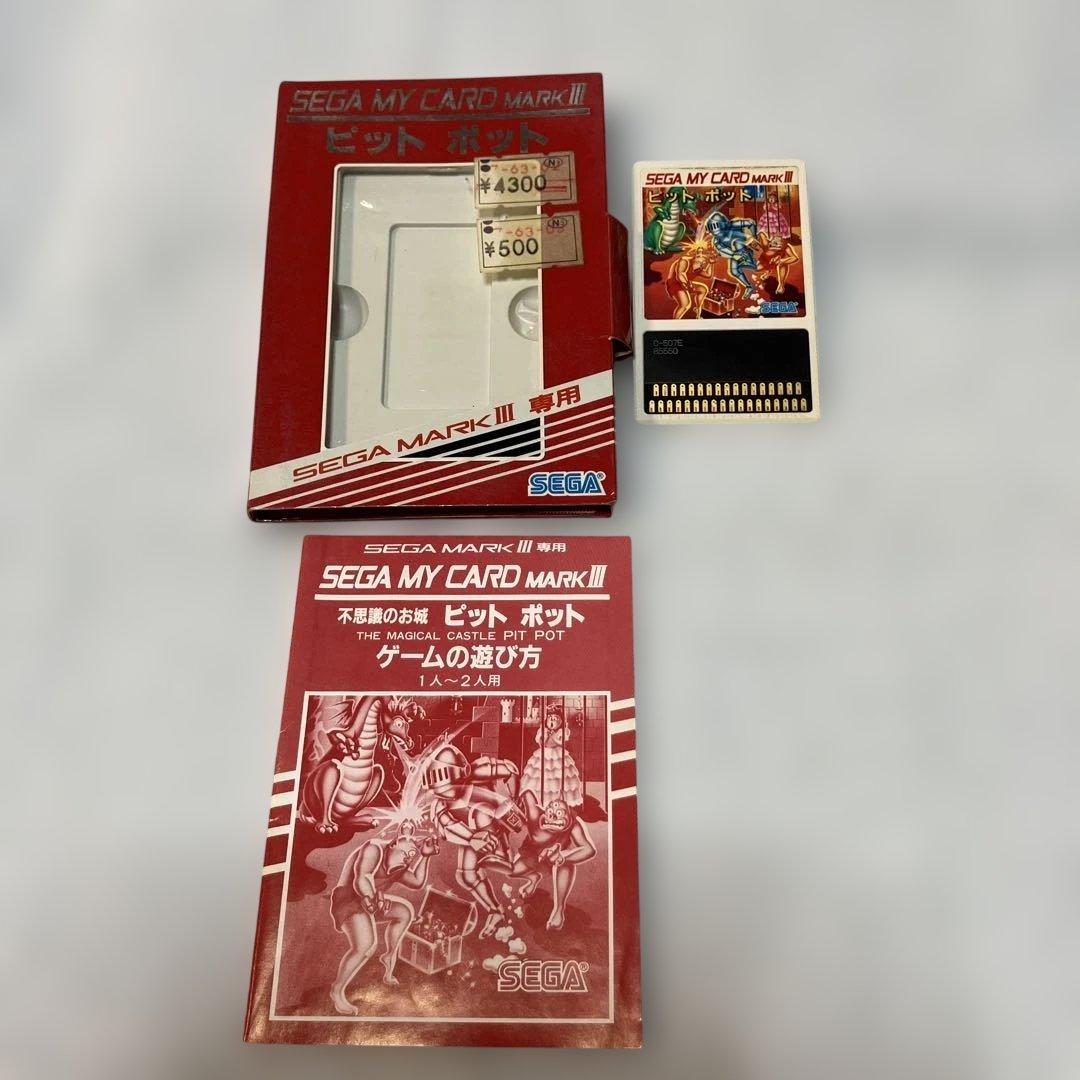 SEGA MY CARD MARK III
ピット ポット
N
¥4300
N
¥500
SEGA MARK III 専用
SEGA®
SEGA MY CARD MARK III
ピット ポット
SEGA
C-507E
85550
SEGA MARK III 専用
SEGA MY CARD MARK III
不思議のお城 ピット ポット
THE MAGICAL CASTLE PIT POT
ゲームの遊び方
1人〜2人用
SEGA®